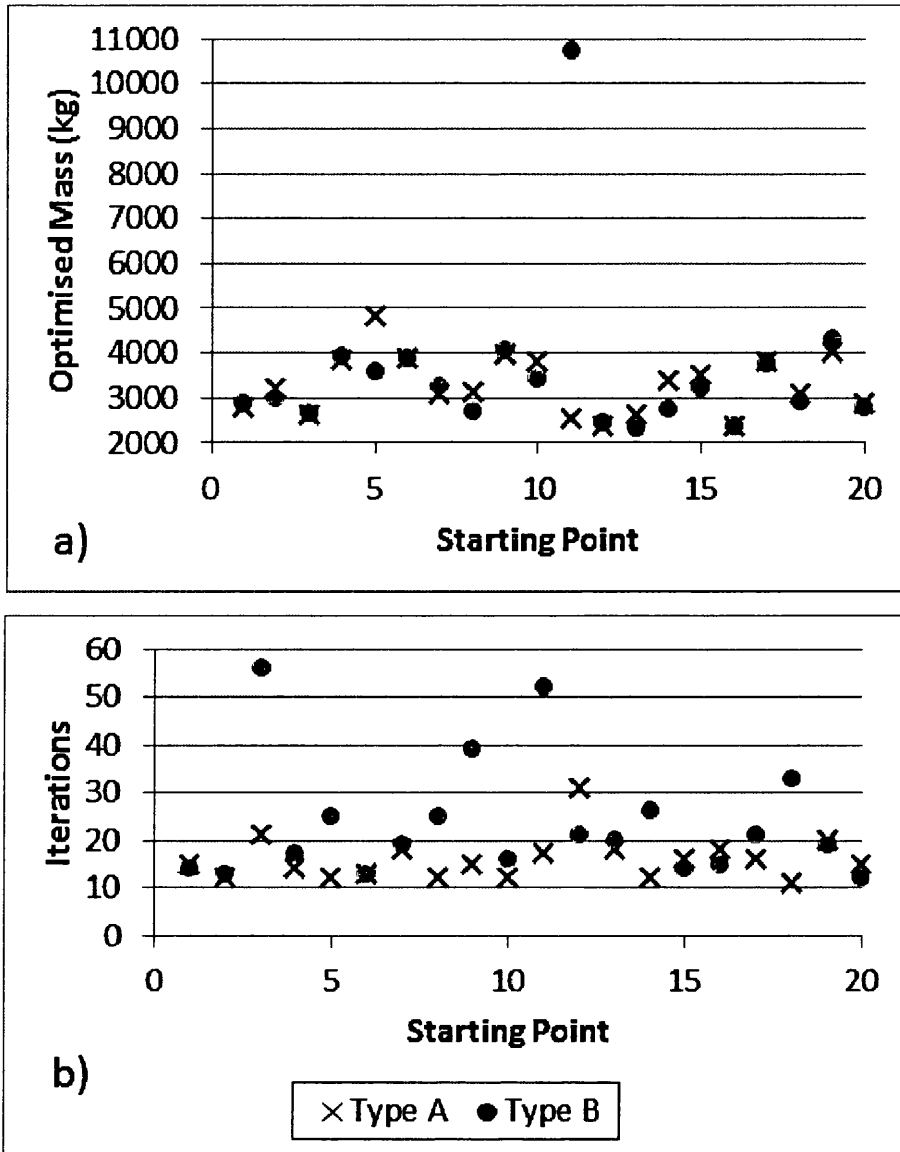 11000
10000
9000
8000
7000
6000
5000
4000
3000
2000
Optimised Mass (kg)
0 5 10 15 20
Starting Point
a)
60
50
40
30
20
10
0
Iterations
0 5 10 15 20
Starting Point
b)
Type A Type B